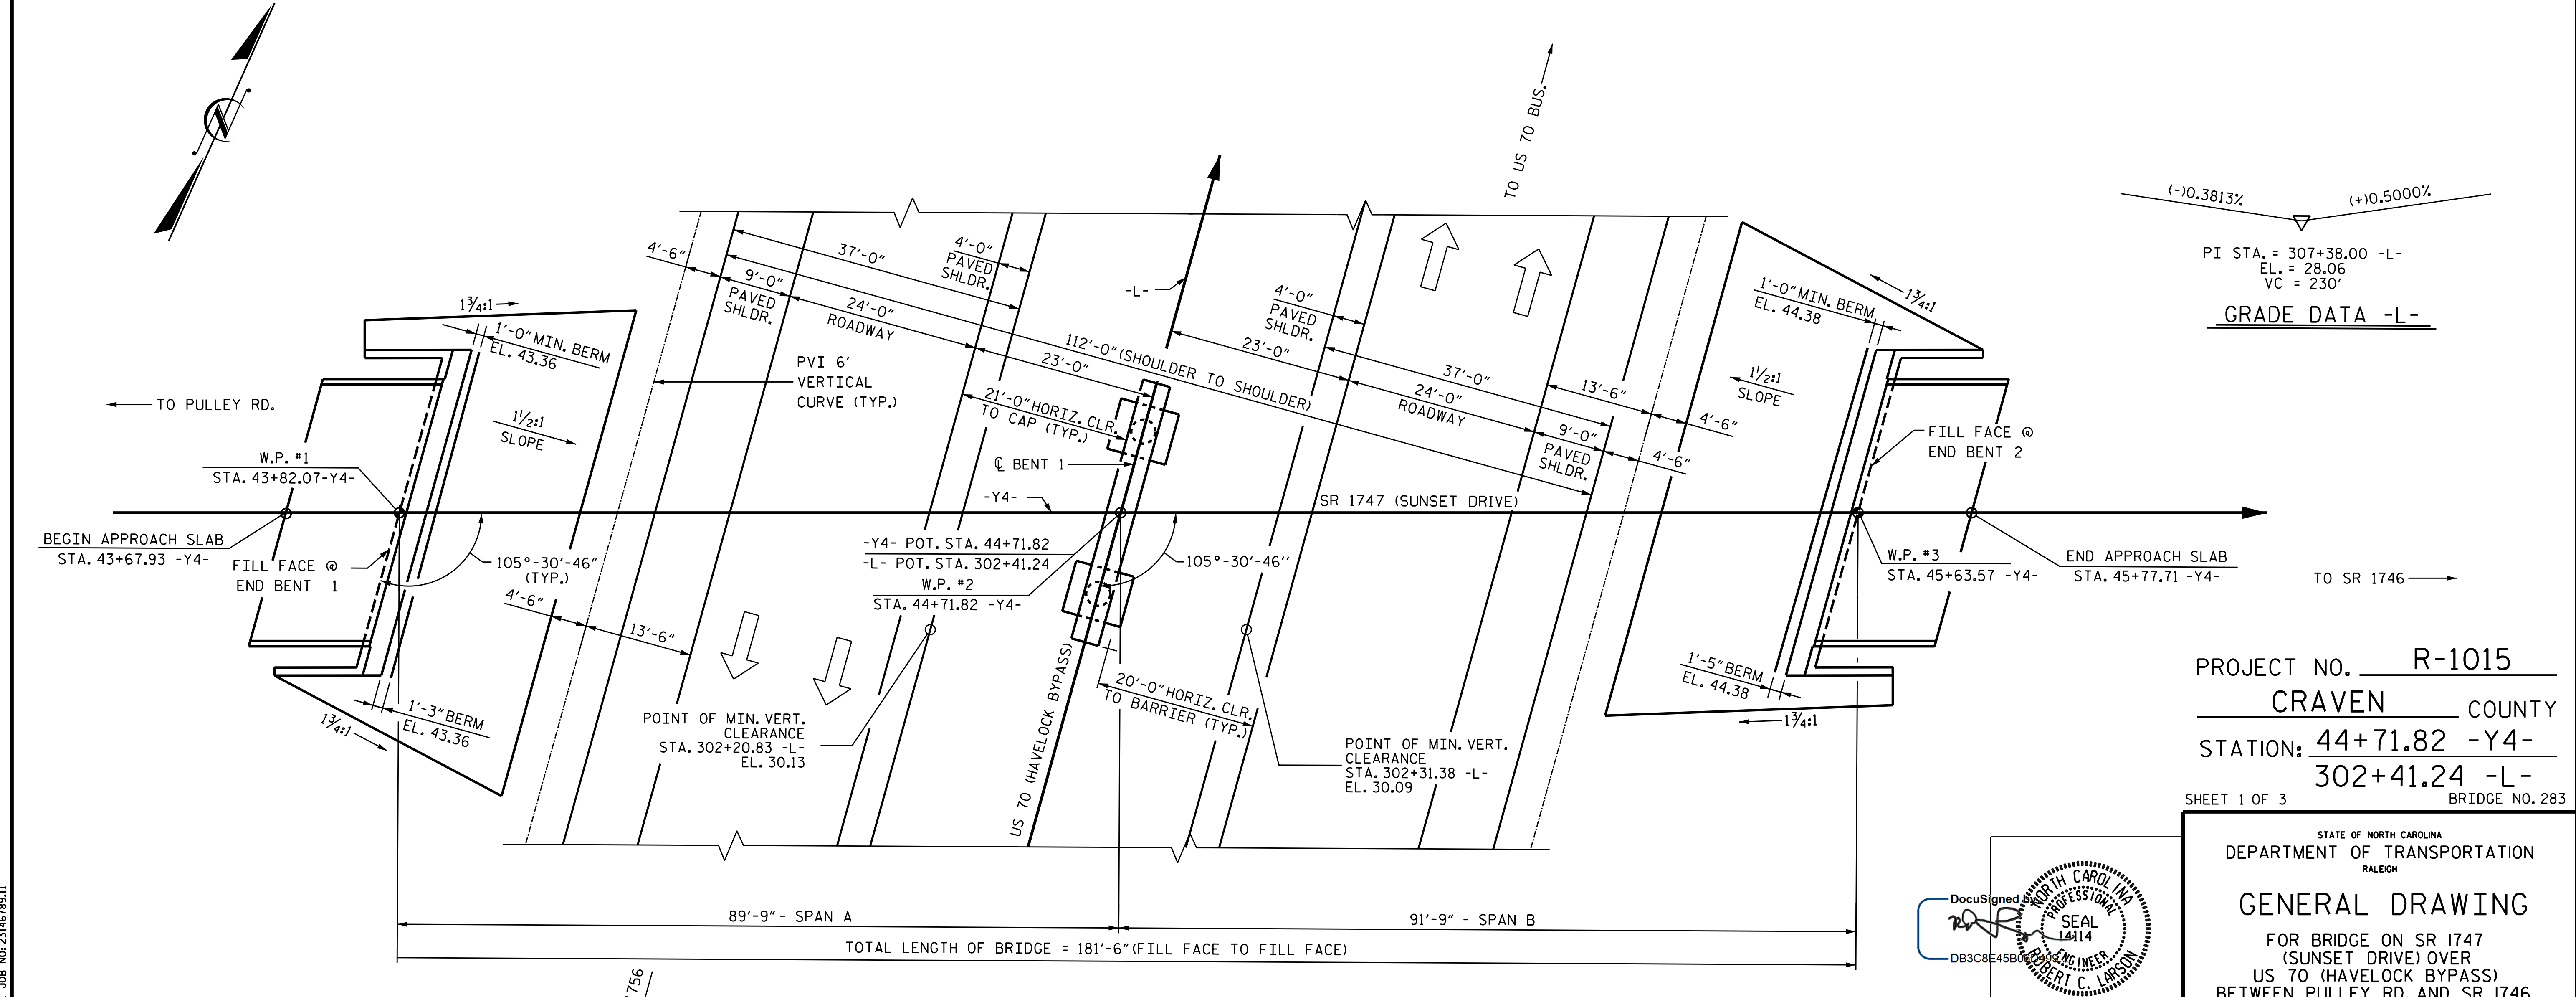 N
TO US 70 BUS.
(-)0.3813%
(+)0.5000%
PI STA. = 307+38.00 -L-
EL. = 28.06
VC = 230'
GRADE DATA -L-
4'-6"
37'-0"
4'-0"
PAVED
SHLDR.
9'-0"
PAVED
SHLDR.
24'-0"
ROADWAY
-L-
4'-0"
PAVED
SHLDR.
23'-0"
112'-0" (SHOULDER TO SHOULDER)
23'-0"
37'-0"
24'-0"
ROADWAY
13'-6"
4'-6"
9'-0"
PAVED
SHLDR.
4'-6"
1¾:1
1'-0" MIN. BERM
EL. 43.36
1½:1
SLOPE
PVI 6'
VERTICAL
CURVE (TYP.)
21'-0" HORIZ. CLR.
TO CAP (TYP.)
℄ BENT 1
1'-0" MIN. BERM
EL. 44.38
1¾:1
1½:1
SLOPE
FILL FACE @
END BENT 2
TO PULLEY RD.
W.P. #1
STA. 43+82.07-Y4-
-Y4-
SR 1747 (SUNSET DRIVE)
BEGIN APPROACH SLAB
STA. 43+67.93 -Y4-
FILL FACE @
END BENT 1
105°-30'-46"
(TYP.)
-Y4- POT. STA. 44+71.82
-L- POT. STA. 302+41.24
W.P. #2
STA. 44+71.82 -Y4-
105°-30'-46''
W.P. #3
STA. 45+63.57 -Y4-
END APPROACH SLAB
STA. 45+77.71 -Y4-
TO SR 1746
4'-6"
13'-6"
1'-3" BERM
EL. 43.36
1¾:1
POINT OF MIN. VERT.
CLEARANCE
STA. 302+20.83 -L-
EL. 30.13
US 70 (HAVELOCK BYPASS)
20'-0" HORIZ. CLR.
TO BARRIER (TYP.)
POINT OF MIN. VERT.
CLEARANCE
STA. 302+31.38 -L-
EL. 30.09
1'-5" BERM
EL. 44.38
1¾:1
89'-9" - SPAN A
91'-9" - SPAN B
TOTAL LENGTH OF BRIDGE = 181'-6" (FILL FACE TO FILL FACE)
1756
JOB NO: 23146789.11
PROJECT NO. R-1015
CRAVEN COUNTY
STATION: 44+71.82 -Y4-
302+41.24 -L-
SHEET 1 OF 3 BRIDGE NO. 283
STATE OF NORTH CAROLINA
DEPARTMENT OF TRANSPORTATION
RALEIGH
GENERAL DRAWING
FOR BRIDGE ON SR 1747
(SUNSET DRIVE) OVER
US 70 (HAVELOCK BYPASS)
BETWEEN PULLEY RD. AND SR 1746
DocuSigned by:
NORTH CAROLINA
PROFESSIONAL
SEAL
14114
ENGINEER
ROBERT C. LARSON